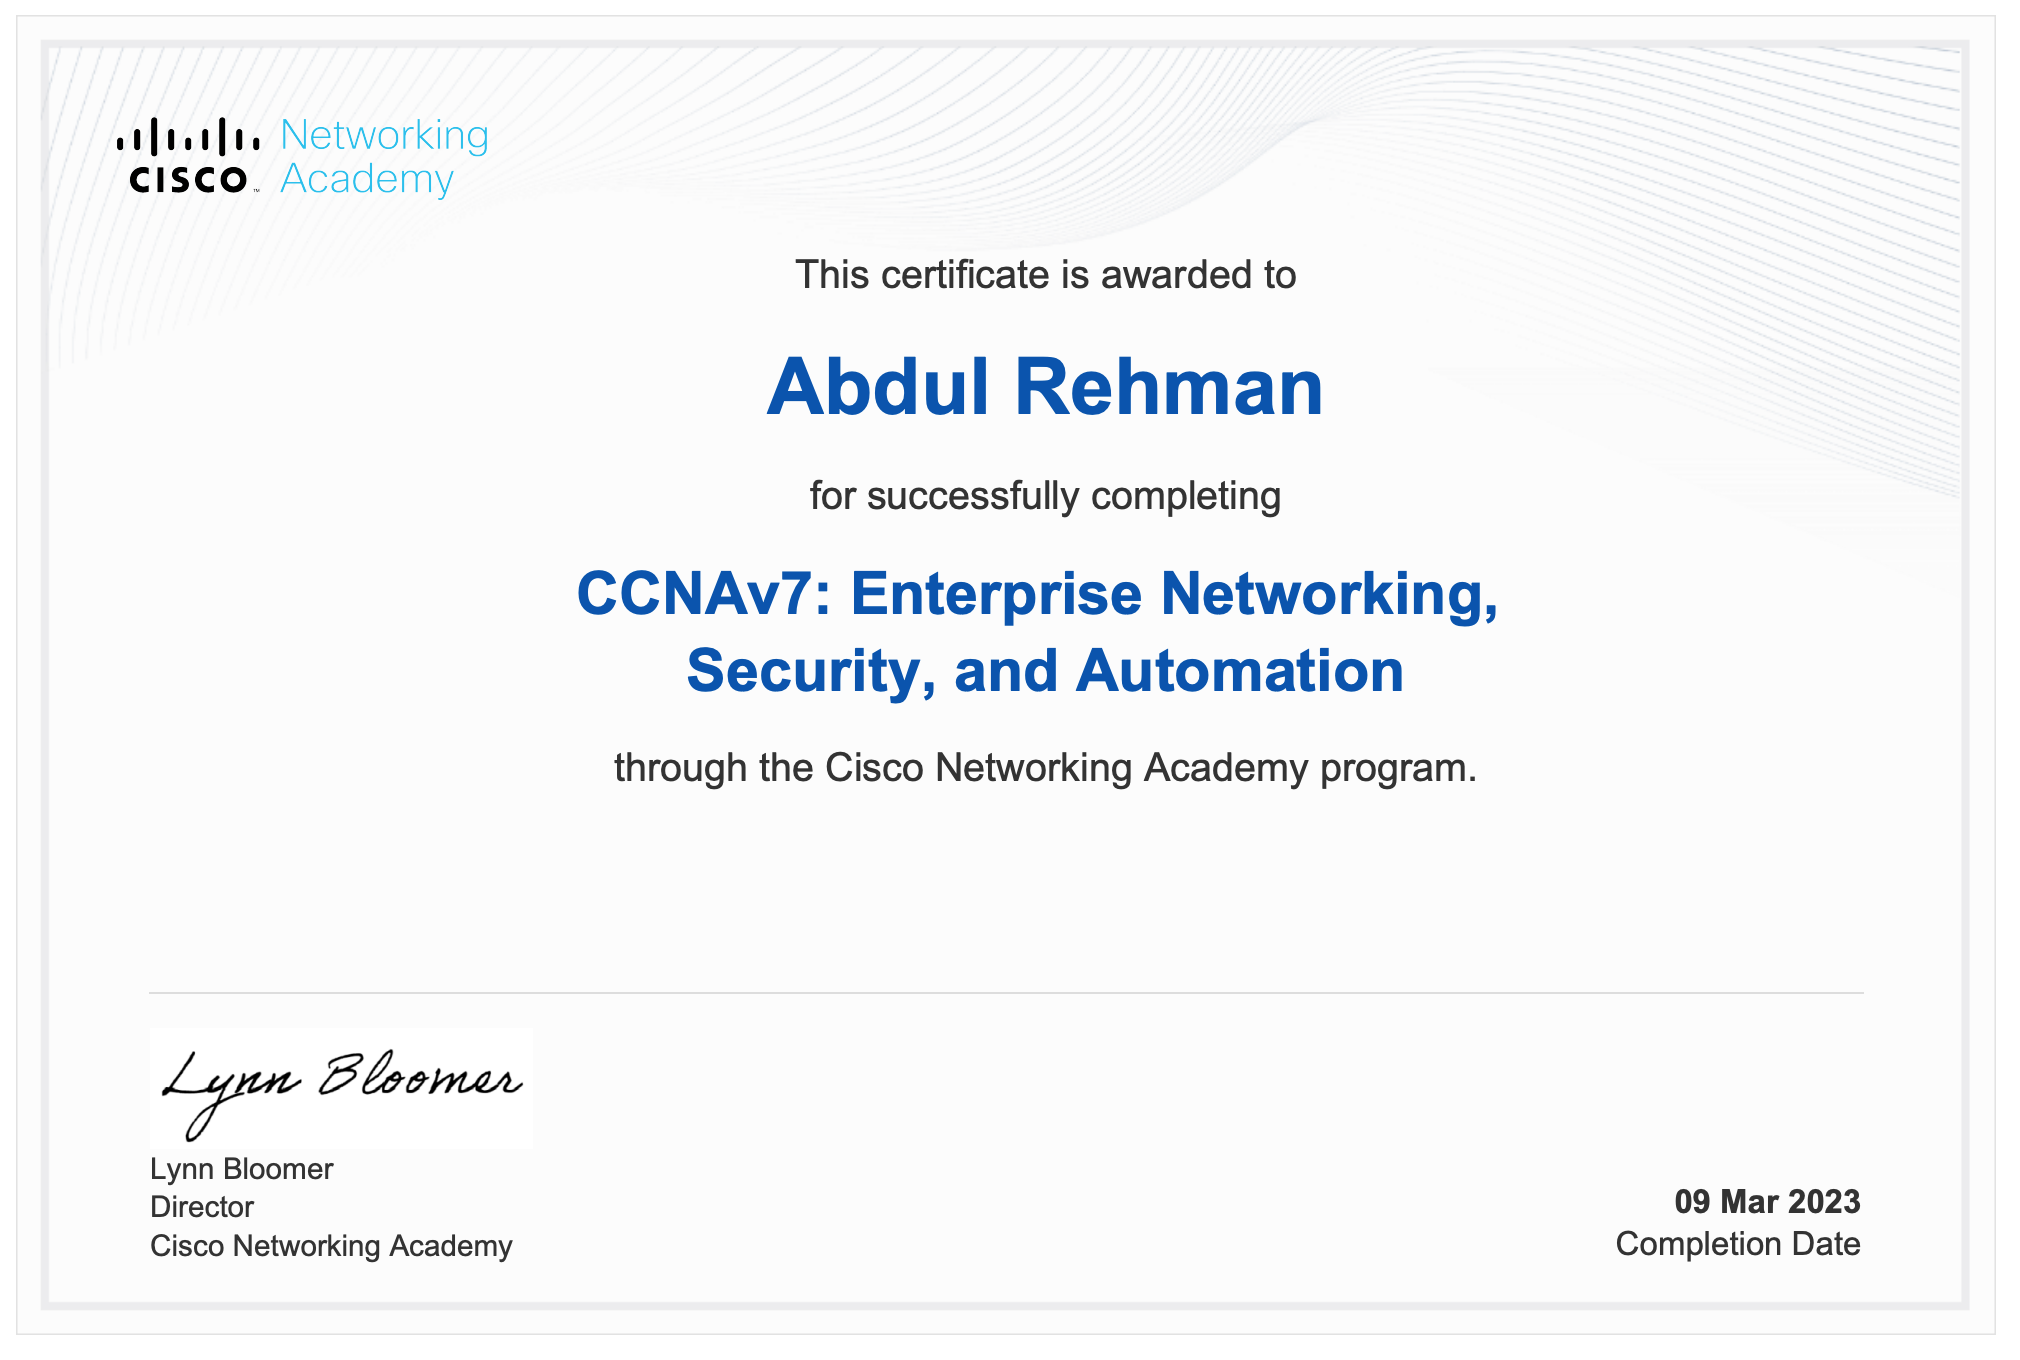 CISCO™ Networking
Academy
This certificate is awarded to
Abdul Rehman
for successfully completing
CCNAv7: Enterprise Networking,
Security, and Automation
through the Cisco Networking Academy program.
Lynn Bloomer
Lynn Bloomer
Director
Cisco Networking Academy
09 Mar 2023
Completion Date